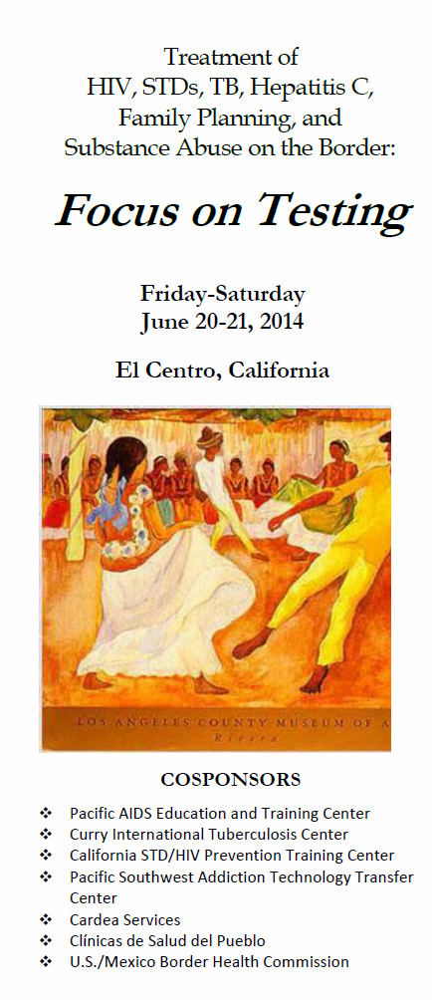 Treatment of
HIV, STDs, TB, Hepatitis C,
Family Planning, and
Substance Abuse on the Border:
Focus on Testing
Friday-Saturday
June 20-21, 2014
El Centro, California
LOS ANGELES COUNTY MUSEUM OF A
Rivera
COSPONSORS
❖ Pacific AIDS Education and Training Center
❖ Curry International Tuberculosis Center
❖ California STD/HIV Prevention Training Center
❖ Pacific Southwest Addiction Technology Transfer
Center
❖ Cardea Services
❖ Clínicas de Salud del Pueblo
❖ U.S./Mexico Border Health Commission